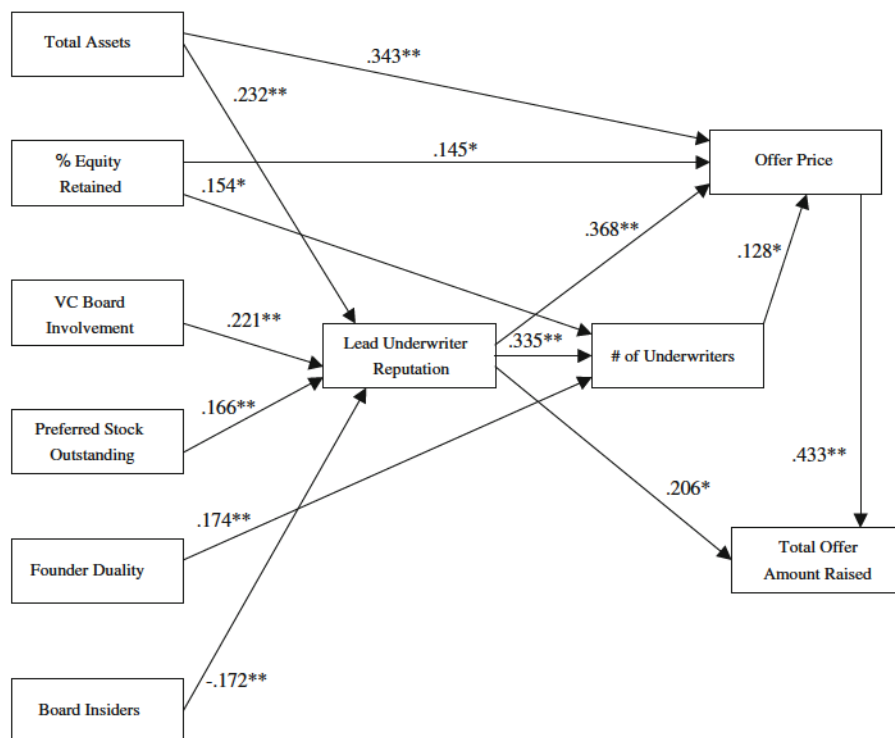 Total Assets
.343**
.232**
% Equity
Retained
.145*
.154*
Offer Price
.368**
.128*
VC Board
Involvement
.221**
Lead Underwriter
Reputation
.335**
# of Underwriters
Preferred Stock
Outstanding
.166**
.433**
.206*
.174**
Founder Duality
Total Offer
Amount Raised
-.172**
Board Insiders